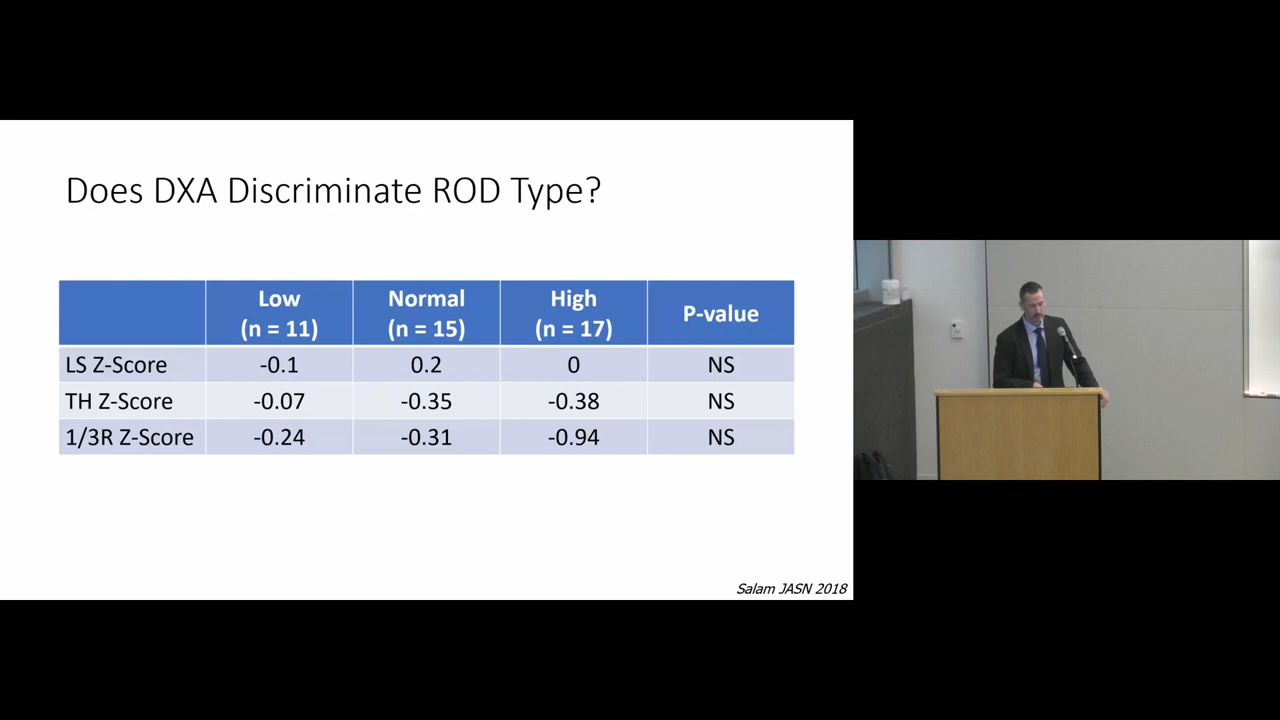 Does DXA Discriminate ROD Type?
Low Normal High P-value
(n = 11) (n = 15) (n = 17)
LS Z-Score -0.1 0.2 0 NS
TH Z-Score -0.07 -0.35 -0.38 NS
1/3R Z-Score -0.24 -0.31 -0.94 NS
Salam JASN 2018